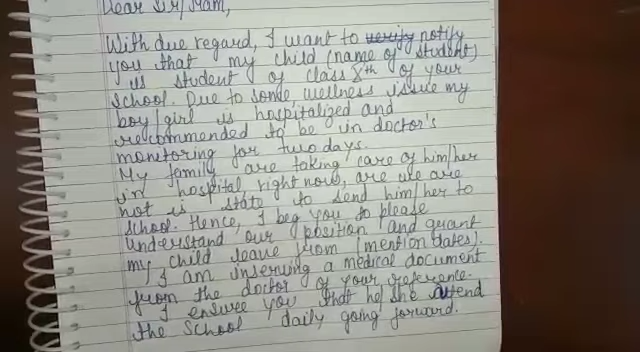 Dear Sir/Mam,
With due regard, I want to verify notify
you that my child (name of student)
is student of class 8th of your
school. Due to some wellness issue my
boy/girl is hospitalized and
recommended to be in doctor's
monitoring for two days.
My family are taking care of him/her
in hospital right now, are we are
not is state to send him/her to
school. Hence, I beg you to please
understand our position and grant
my child leave from (mention dates).
I am inserving a medical document
from the doctor of your reference.
I ensure you that he/she attend
the school daily going forward.